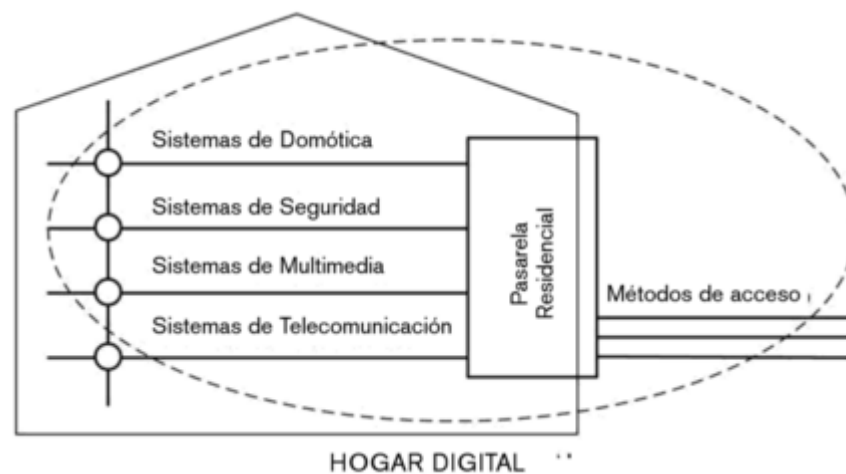 Sistemas de Domótica
Sistemas de Seguridad
Sistemas de Multimedia
Sistemas de Telecomunicación
Pasarela
Residencial
Métodos de acceso
HOGAR DIGITAL